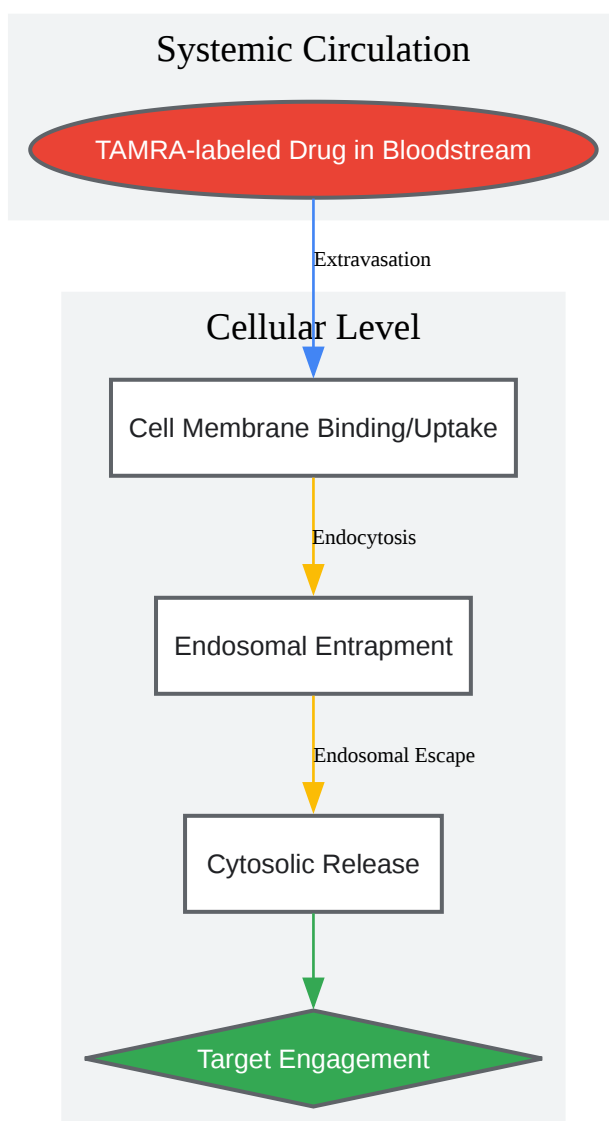 Systemic Circulation
TAMRA-labeled Drug in Bloodstream
Extravasation
Cellular Level
Cell Membrane Binding/Uptake
Endocytosis
Endosomal Entrapment
Endosomal Escape
Cytosolic Release
Target Engagement